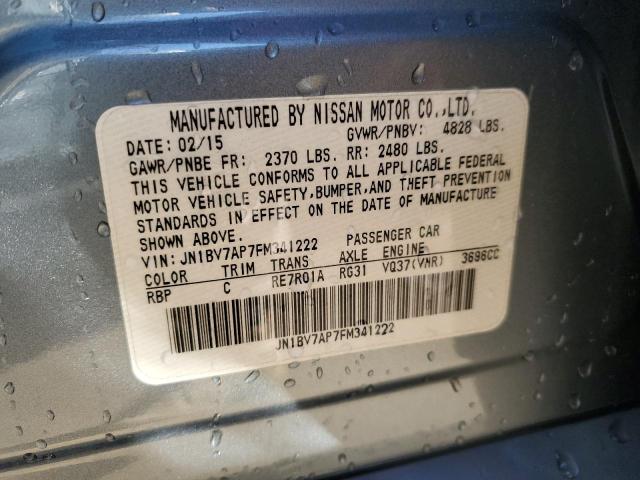 MANUFACTURED BY NISSAN MOTOR CO.,LTD.
DATE: 02/15 GVWR/PNBV: 4828 LBS.
GAWR/PNBE FR: 2370 LBS. RR: 2480 LBS.
THIS VEHICLE CONFORMS TO ALL APPLICABLE FEDERAL
MOTOR VEHICLE SAFETY,BUMPER,AND THEFT PREVENTION
STANDARDS IN EFFECT ON THE DATE OF MANUFACTURE
SHOWN ABOVE.
VIN: JN1BV7AP7FM341222 PASSENGER CAR
COLOR TRIM TRANS AXLE ENGINE
RBP C RE7R01A RG31 VQ37(VHR) 3696CC
JN1BV7AP7FM341222